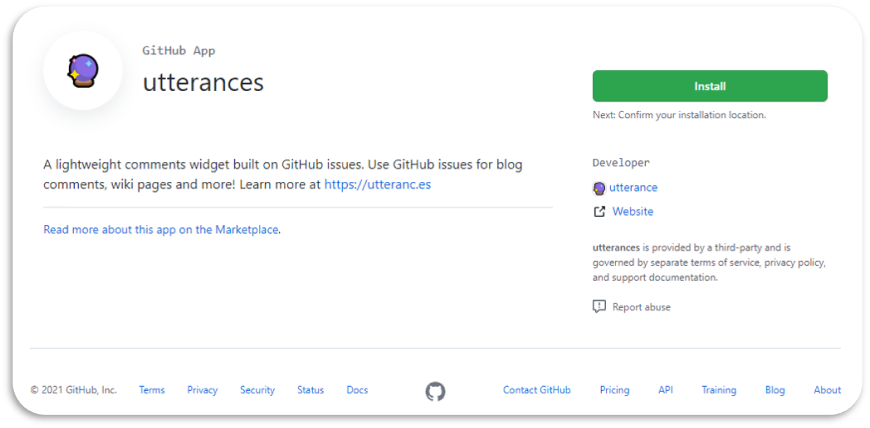 GitHub App
utterances
Install
Next: Confirm your installation location.
A lightweight comments widget built on GitHub issues. Use GitHub issues for blog
comments, wiki pages and more! Learn more at https://utteranc.es
Read more about this app on the Marketplace.
Developer
utterance
Website
utterances is provided by a third-party and is
governed by separate terms of service, privacy policy,
and support documentation.
Report abuse
© 2021 GitHub, Inc. Terms Privacy Security Status Docs Contact GitHub Pricing API Training Blog About